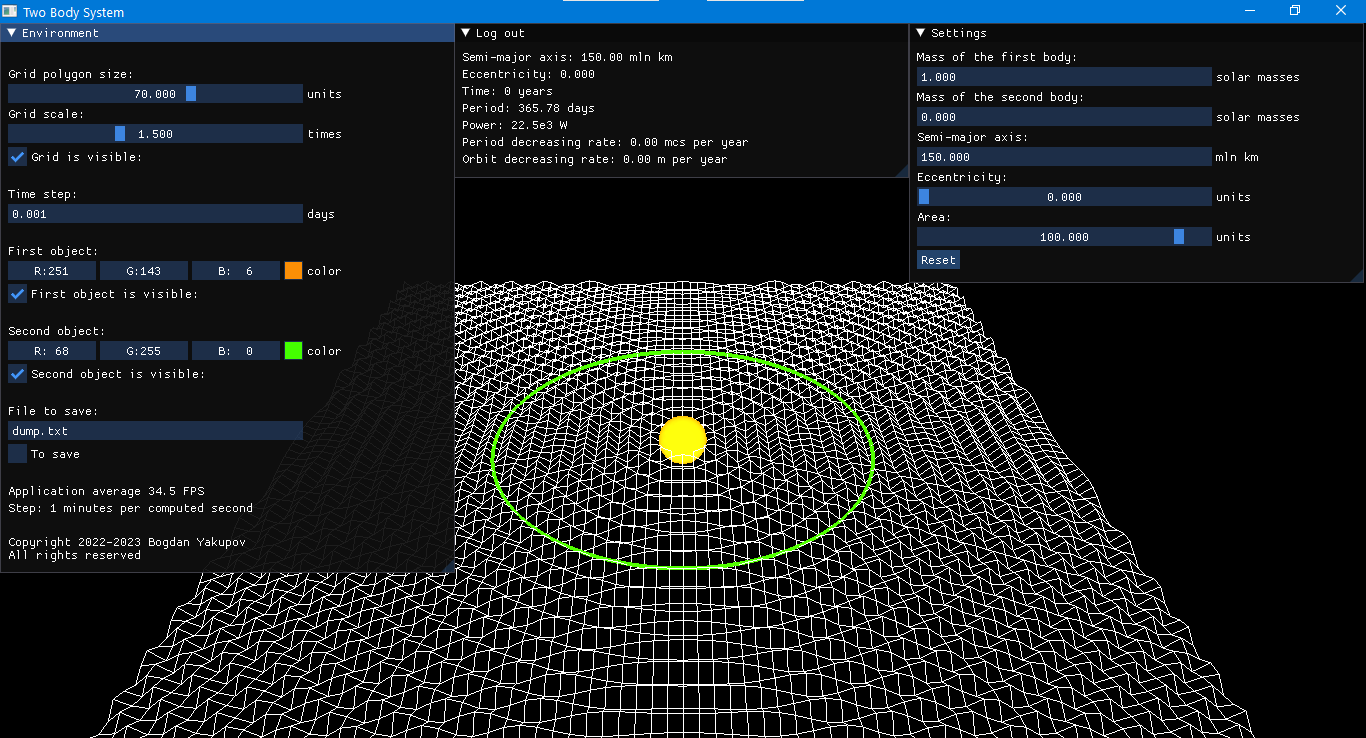 Two Body System
Environment
Grid polygon size:
70.000 units
Grid scale:
1.500 times
Grid is visible:
Time step:
0.001 days
First object:
R:251 G:143 B: 6 color
First object is visible:
Second object:
R: 68 G:255 B: 0 color
Second object is visible:
File to save:
dump.txt
To save
Application average 34.5 FPS
Step: 1 minutes per computed second
Copyright 2022-2023 Bogdan Yakupov
All rights reserved
Log out
Semi-major axis: 150.00 mln km
Eccentricity: 0.000
Time: 0 years
Period: 365.78 days
Power: 22.5e3 W
Period decreasing rate: 0.00 mcs per year
Orbit decreasing rate: 0.00 m per year
Settings
Mass of the first body:
1.000 solar masses
Mass of the second body:
0.000 solar masses
Semi-major axis:
150.000 mln km
Eccentricity:
0.000 units
Area:
100.000 units
Reset